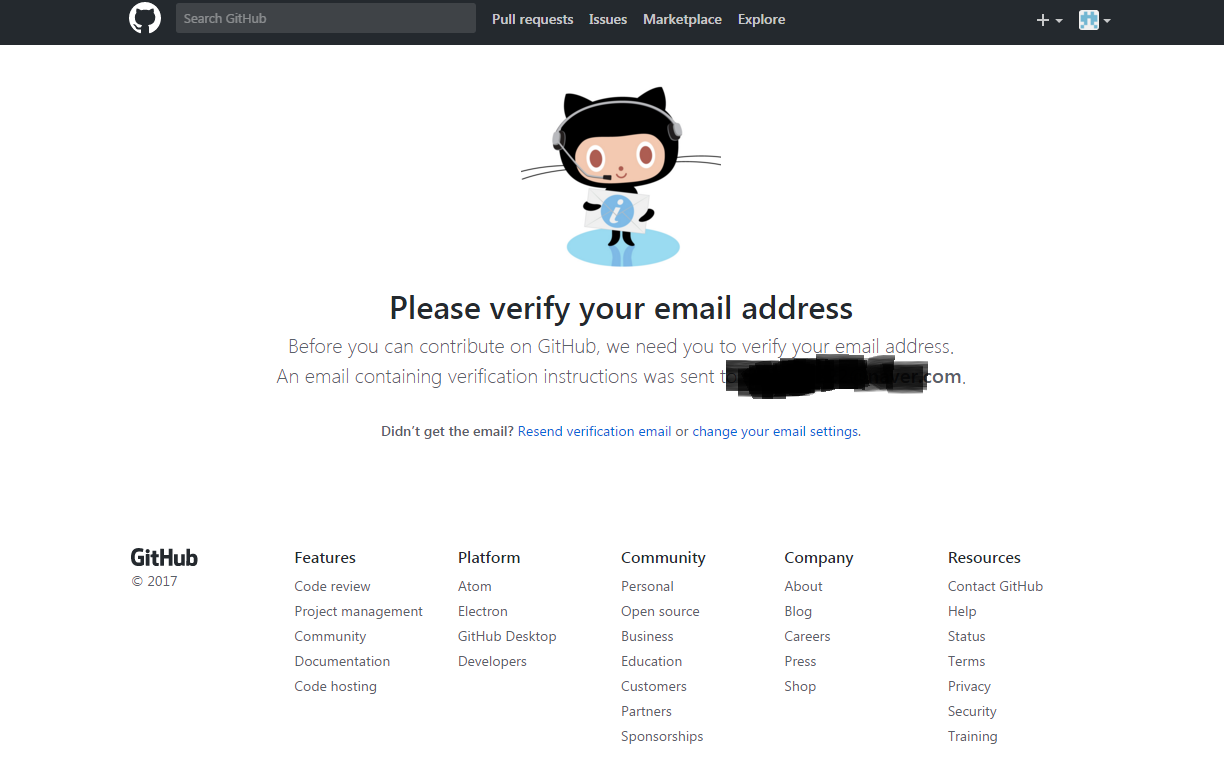 Search GitHub Pull requests Issues Marketplace Explore
i
Please verify your email address
Before you can contribute on GitHub, we need you to verify your email address.
An email containing verification instructions was sent to .com.
Didn't get the email? Resend verification email or change your email settings.
GitHub
© 2017
Features
Code review
Project management
Community
Documentation
Code hosting
Platform
Atom
Electron
GitHub Desktop
Developers
Community
Personal
Open source
Business
Education
Customers
Partners
Sponsorships
Company
About
Blog
Careers
Press
Shop
Resources
Contact GitHub
Help
Status
Terms
Privacy
Security
Training